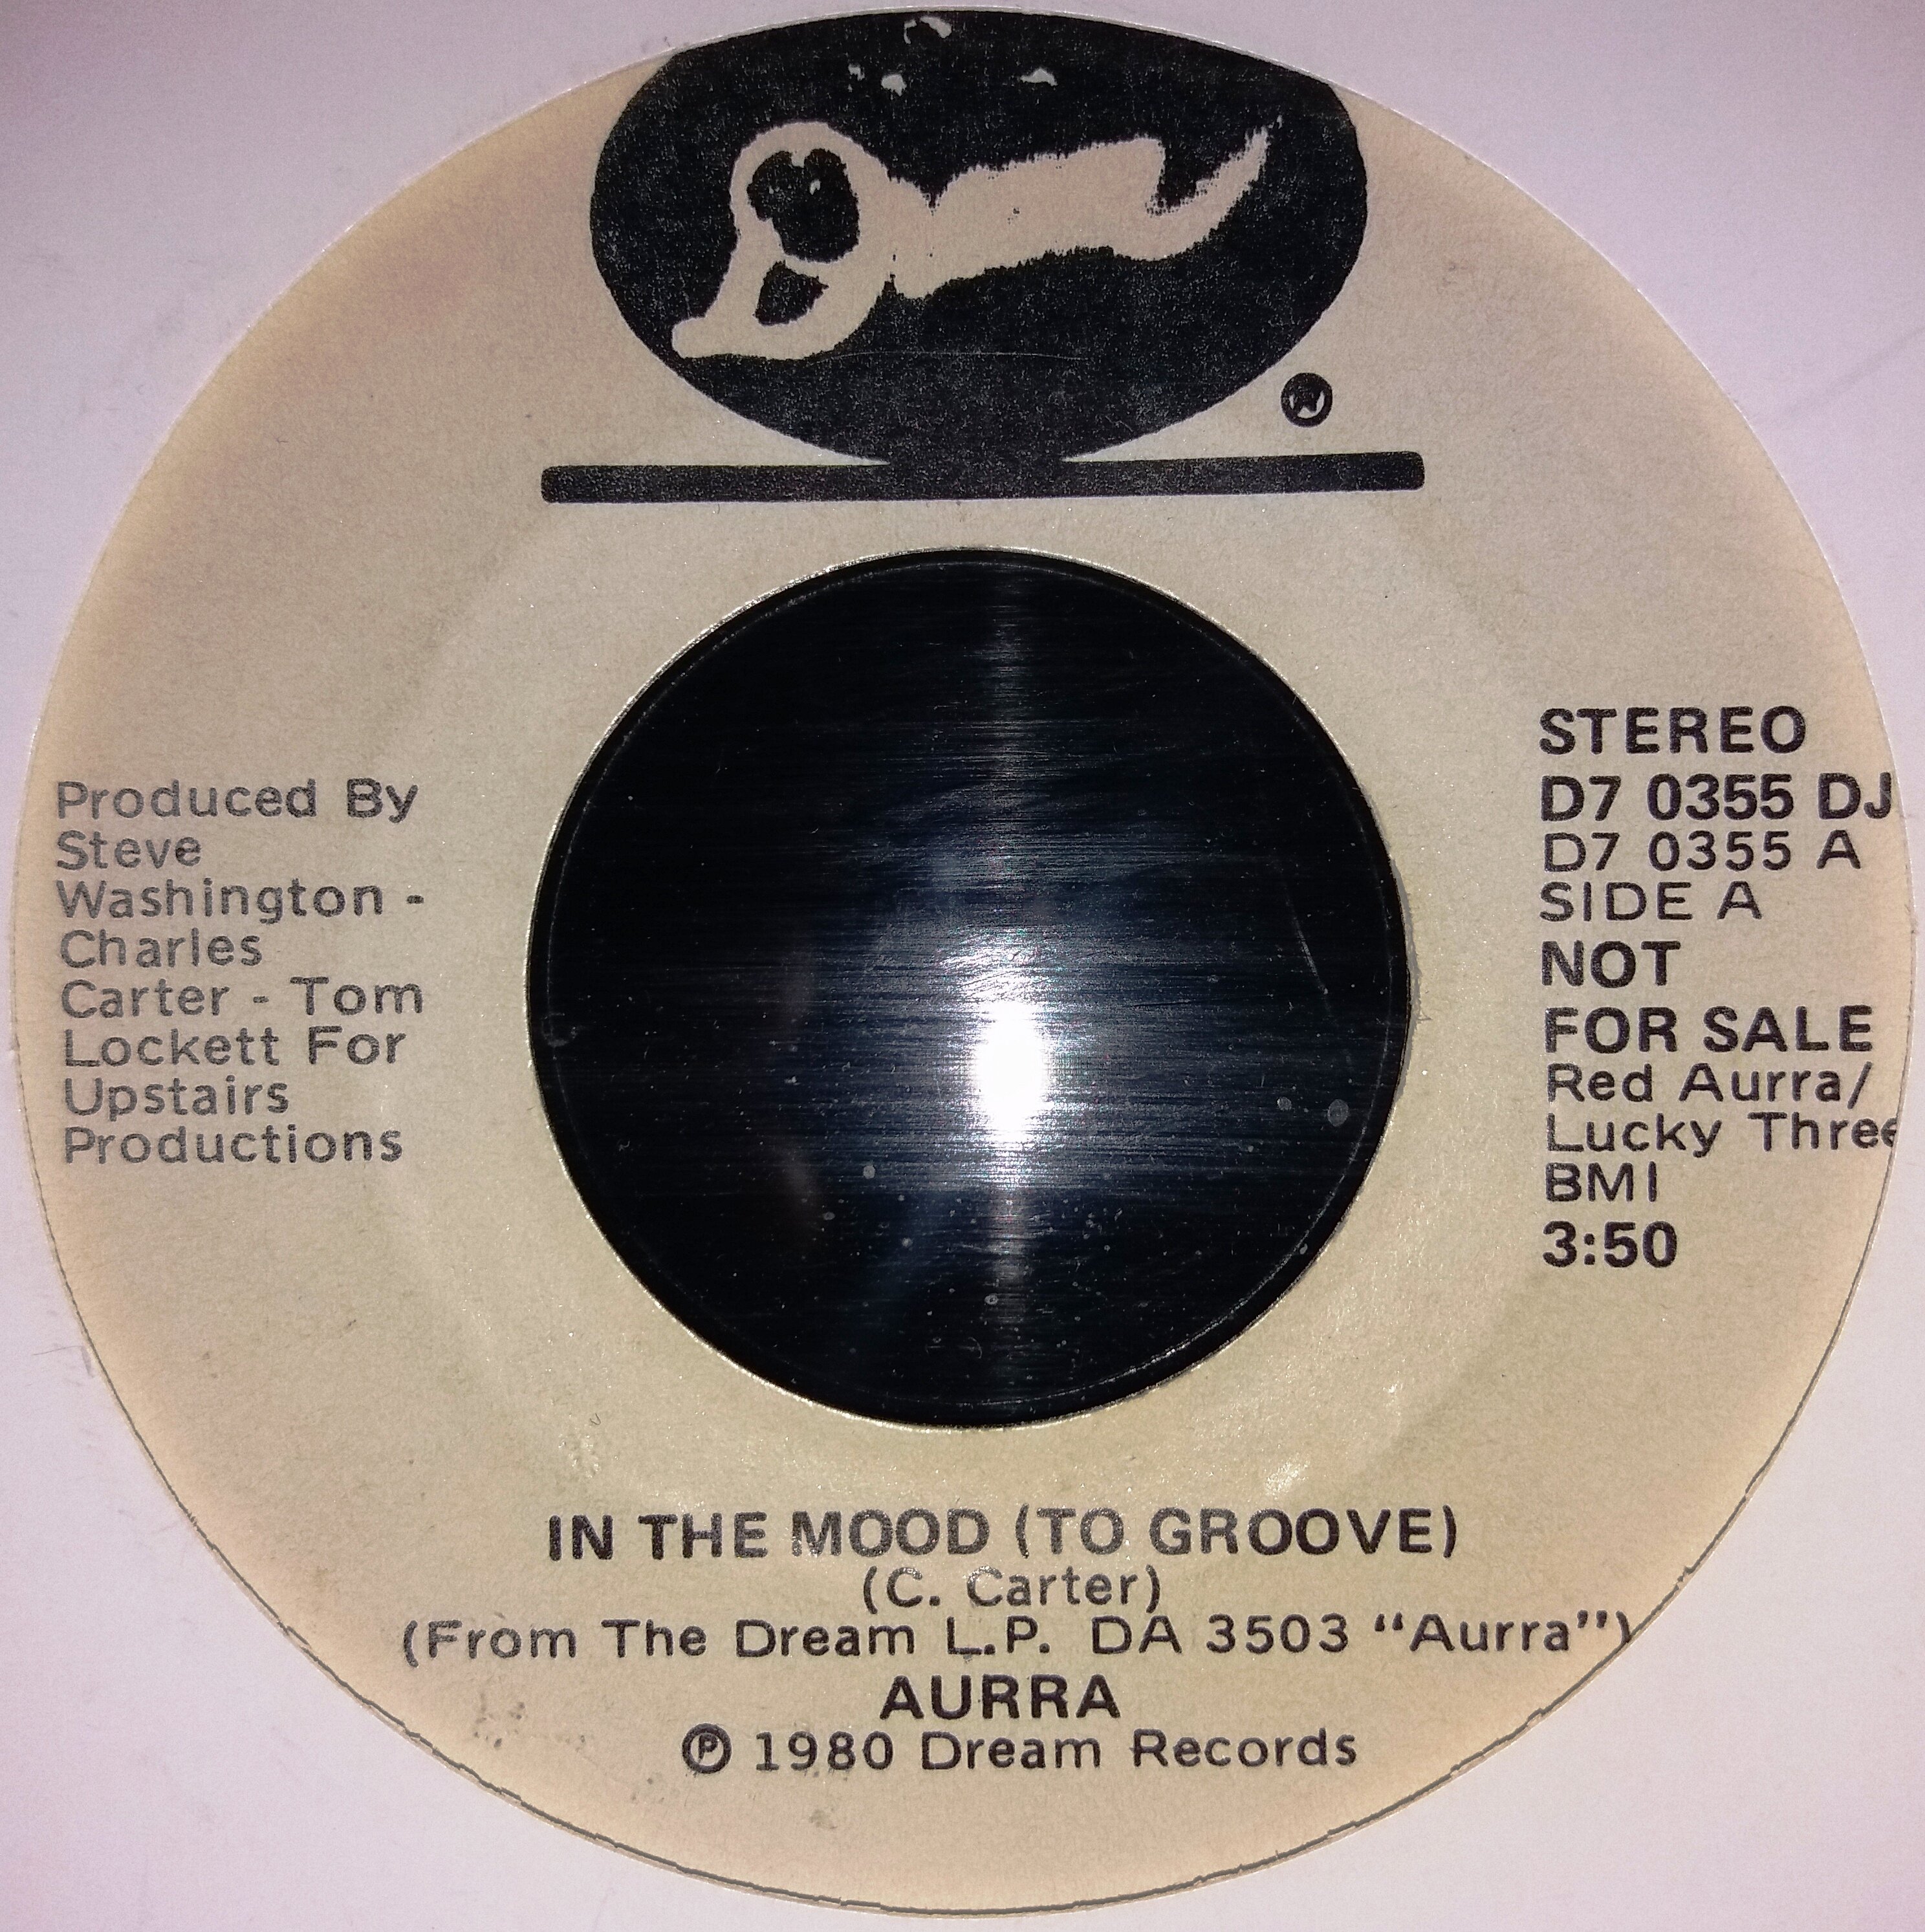 Produced By
Steve
Washington -
Charles
Carter - Tom
Lockett For
Upstairs
Productions
STEREO
D7 0355 DJ
D7 0355 A
SIDE A
NOT
FOR SALE
Red Aurra/
Lucky Three
BMI
3:50
IN THE MOOD (TO GROOVE)
(C. Carter)
(From The Dream L.P. DA 3503 “Aurra”)
AURRA
℗ 1980 Dream Records